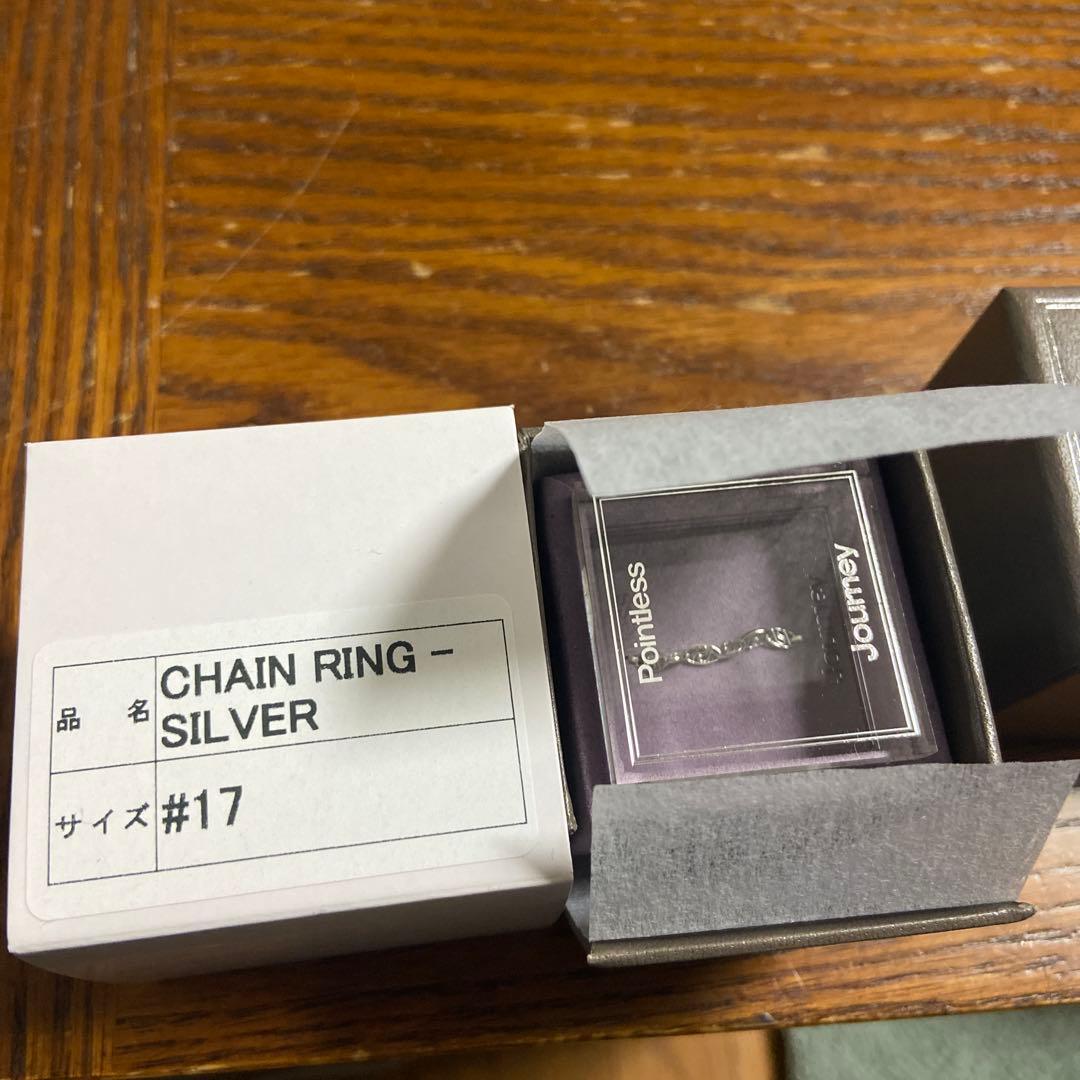 品名 CHAIN RING -
SILVER
サイズ #17
Pointless
Journey